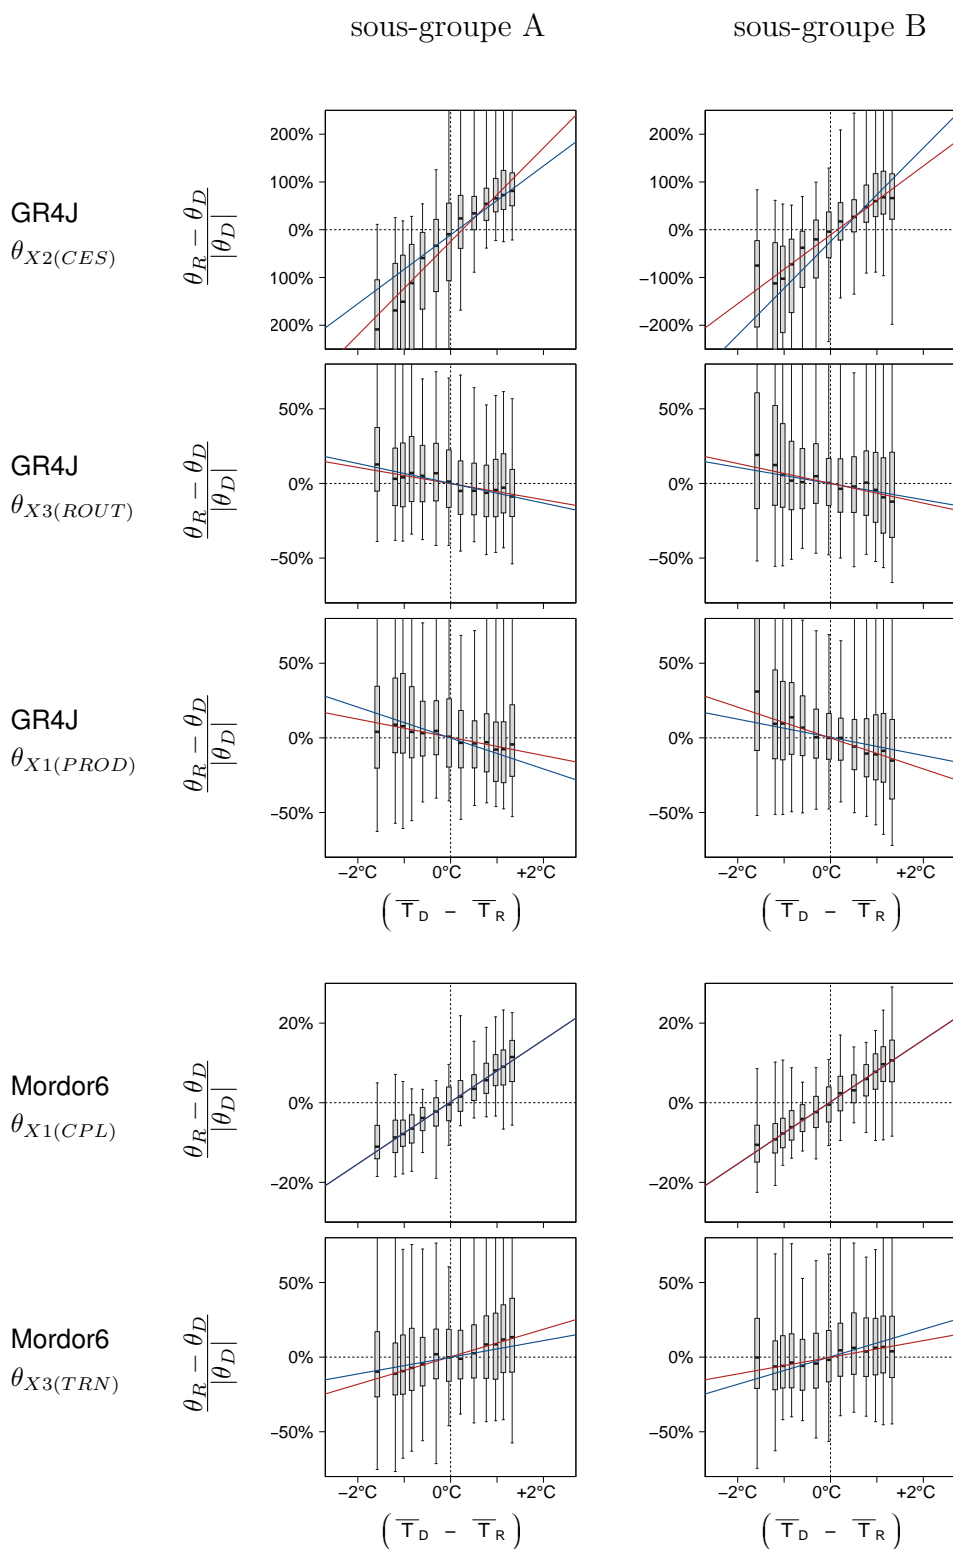 sous-groupe A
sous-groupe B
GR4J
θX2(CES)
θR − θD
|θD|
200%
100%
0%
100%
200%
200%
100%
0%
−100%
−200%
GR4J
θX3(ROUT)
θR − θD
|θD|
50%
0%
−50%
50%
0%
−50%
GR4J
θX1(PROD)
θR − θD
|θD|
50%
0%
−50%
−2°C 0°C +2°C
( T D − T R )
50%
0%
−50%
−2°C 0°C +2°C
( T D − T R )
Mordor6
θX1(CPL)
θR − θD
|θD|
20%
0%
−20%
20%
0%
−20%
Mordor6
θX3(TRN)
θR − θD
|θD|
50%
0%
−50%
−2°C 0°C +2°C
( T D − T R )
50%
0%
−50%
−2°C 0°C +2°C
( T D − T R )